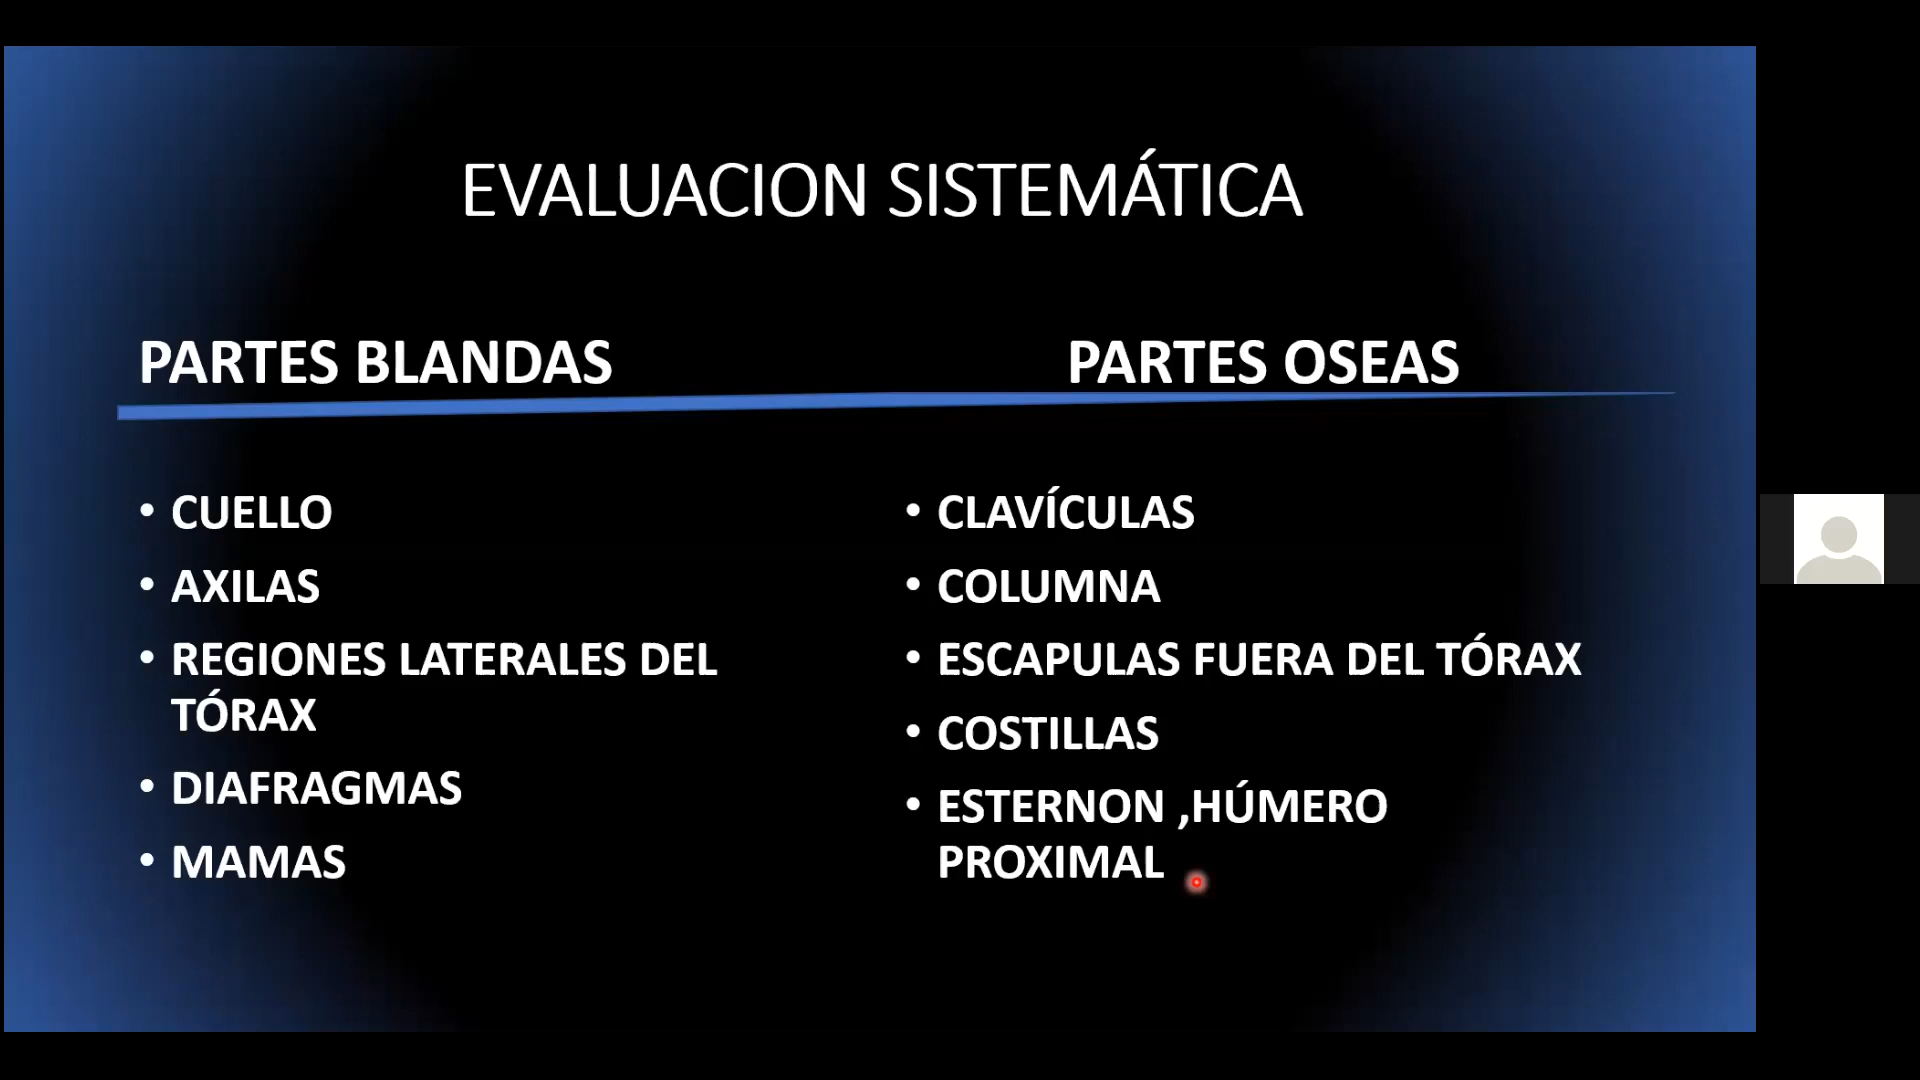 EVALUACION SISTEMÁTICA
PARTES BLANDAS
• CUELLO
• AXILAS
• REGIONES LATERALES DEL
TÓRAX
• DIAFRAGMAS
• MAMAS
PARTES OSEAS
• CLAVÍCULAS
• COLUMNA
• ESCAPULAS FUERA DEL TÓRAX
• COSTILLAS
• ESTERNON ,HÚMERO
PROXIMAL